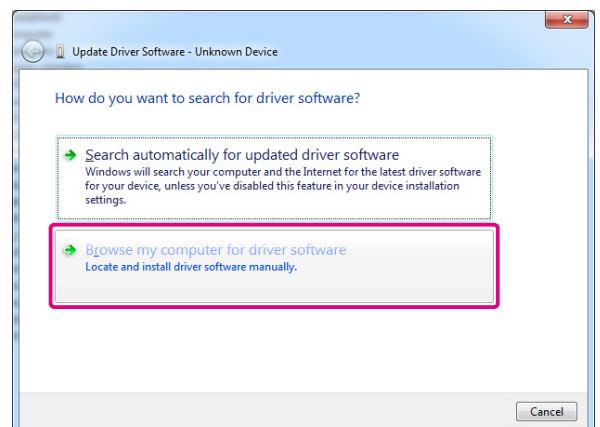 Update Driver Software - Unknown Device
How do you want to search for driver software?
Search automatically for updated driver software
Windows will search your computer and the Internet for the latest driver software
for your device, unless you've disabled this feature in your device installation
settings.
Browse my computer for driver software
Locate and install driver software manually.
Cancel